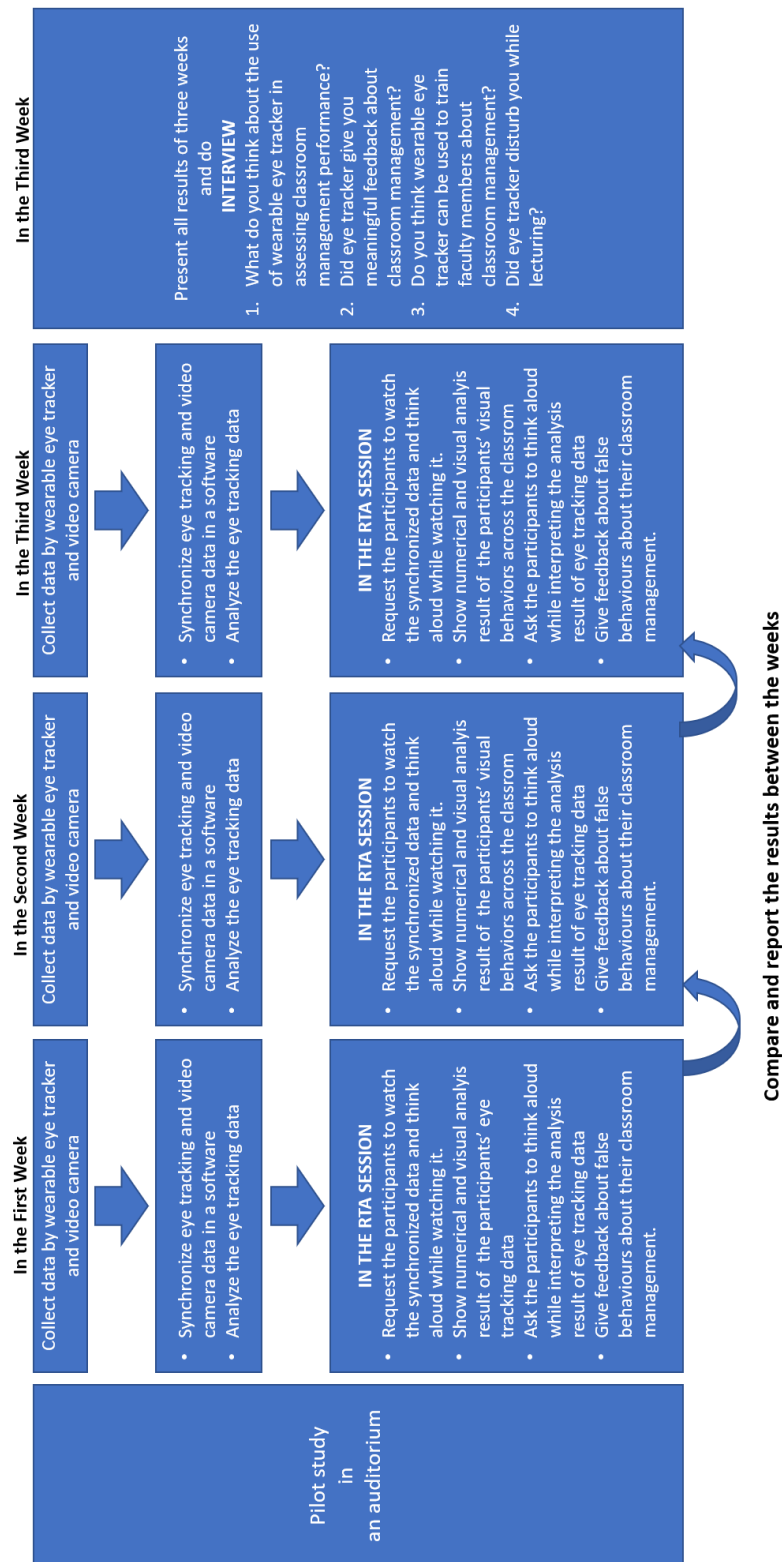 Pilot study
in
an auditorium
In the First Week
Collect data by wearable eye tracker
and video camera
• Synchronize eye tracking and video
camera data in a software
• Analyze the eye tracking data
IN THE RTA SESSION
• Request the participants to watch
the synchronized data and think
aloud while watching it.
• Show numerical and visual analyis
result of the participants' eye
tracking data
• Ask the participants to think aloud
while interpreting the analysis
result of eye tracking data
• Give feedback about false
behaviours about their classroom
management.
In the Second Week
Collect data by wearable eye tracker
and video camera
• Synchronize eye tracking and video
camera data in a software
• Analyze the eye tracking data
IN THE RTA SESSION
• Request the participants to watch
the synchronized data and think
aloud while watching it.
• Show numerical and visual analyis
result of the participants' visual
behaviors across the classrom
• Ask the participants to think aloud
while interpreting the analysis
result of eye tracking data
• Give feedback about false
behaviours about their classroom
management.
In the Third Week
Collect data by wearable eye tracker
and video camera
• Synchronize eye tracking and video
camera data in a software
• Analyze the eye tracking data
IN THE RTA SESSION
• Request the participants to watch
the synchronized data and think
aloud while watching it.
• Show numerical and visual analyis
result of the participants' visual
behaviors across the classrom
• Ask the participants to think aloud
while interpreting the analysis
result of eye tracking data
• Give feedback about false
behaviours about their classroom
management.
In the Third Week
Present all results of three weeks
and do
INTERVIEW
1. What do you think about the use
of wearable eye tracker in
assessing classroom
management performance?
2. Did eye tracker give you
meaningful feedback about
classroom management?
3. Do you think wearable eye
tracker can be used to train
faculty members about
classroom management?
4. Did eye tracker disturb you while
lecturing?
Compare and report the results between the weeks